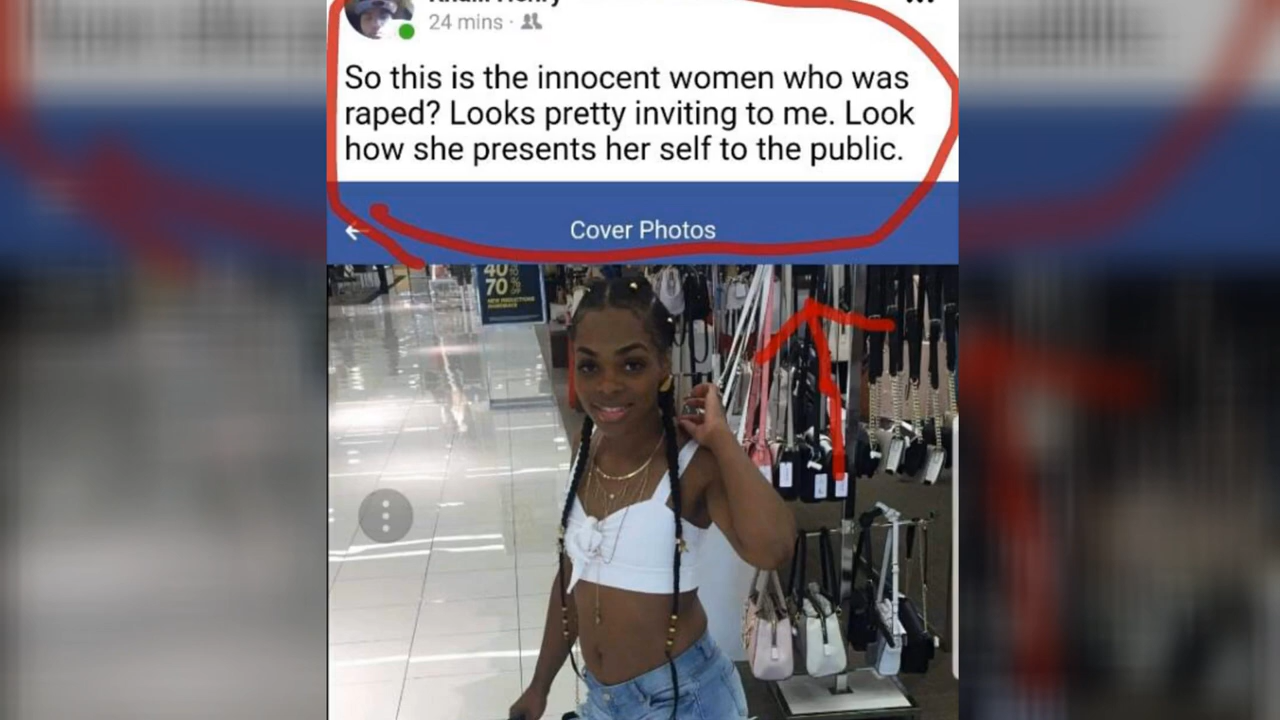 24 mins ·
So this is the innocent women who was
raped? Looks pretty inviting to me. Look
how she presents her self to the public.
Cover Photos
40%
70%